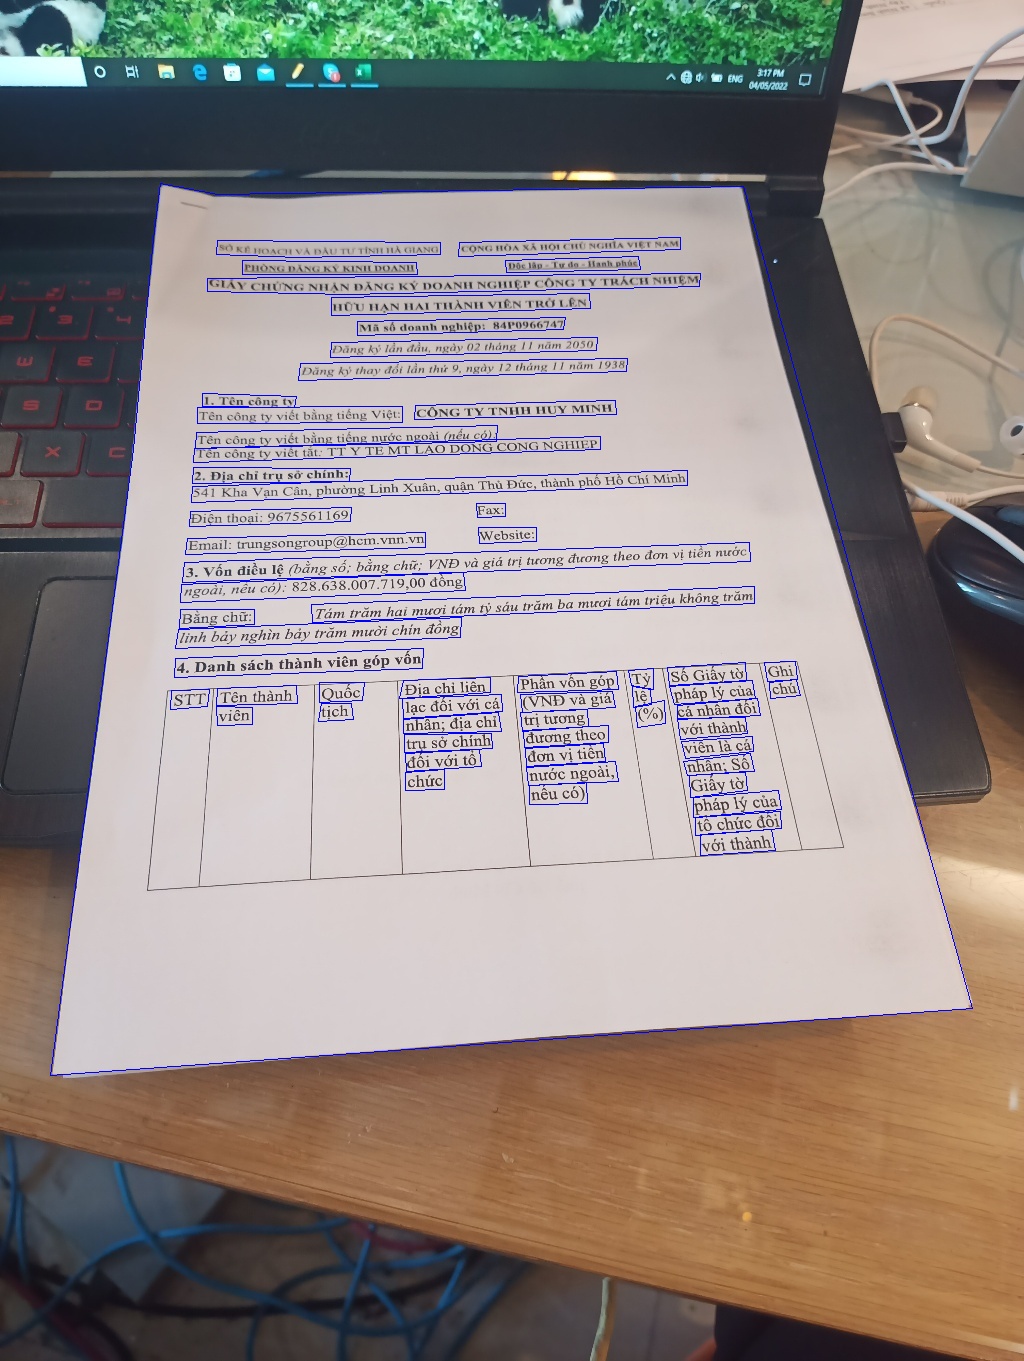 3:17 PM
ENG
04/05/2022
SỞ KẾ HOẠCH VÀ ĐẦU TƯ TỈNH HÀ GIANG
CỘNG HÒA XÃ HỘI CHỦ NGHĨA VIỆT NAM
PHÒNG ĐĂNG KÝ KINH DOANH
Độc lập - Tự do - Hạnh phúc
GIẤY CHỨNG NHẬN ĐĂNG KÝ DOANH NGHIỆP CÔNG TY TRÁCH NHIỆM
HỮU HẠN HAI THÀNH VIÊN TRỞ LÊN
Mã số doanh nghiệp: 84P0966747
Đăng ký lần đầu, ngày 02 tháng 11 năm 2050
Đăng ký thay đổi lần thứ 9, ngày 12 tháng 11 năm 1938
1. Tên công ty
Tên công ty viết bằng tiếng Việt: CÔNG TY TNHH HUY MINH
Tên công ty viết bằng tiếng nước ngoài (nếu có):
Tên công ty viết tắt: TT Y TE MT LAO DONG CONG NGHIEP
2. Địa chỉ trụ sở chính:
541 Kha Vạn Cân, phường Linh Xuân, quận Thủ Đức, thành phố Hồ Chí Minh
Điện thoại: 9675561169
Fax:
Email: trungsongroup@hcm.vnn.vn
Website:
3. Vốn điều lệ (bằng số; bằng chữ; VNĐ và giá trị tương đương theo đơn vị tiền nước
ngoài, nếu có): 828.638.007.719,00 đồng
Bằng chữ: Tám trăm hai mươi tám tỷ sáu trăm ba mươi tám triệu không trăm
linh bảy nghìn bảy trăm mười chín đồng
4. Danh sách thành viên góp vốn
STT
Tên thành
viên
Quốc
tịch
Địa chỉ liên
lạc đối với cá
nhân; địa chỉ
trụ sở chính
đối với tổ
chức
Phần vốn góp
(VNĐ và giá
trị tương
đương theo
đơn vị tiền
nước ngoài,
nếu có)
Tỷ
lệ
(%)
Số Giấy tờ
pháp lý của
cá nhân đối
với thành
viên là cá
nhân; Số
Giấy tờ
pháp lý của
tổ chức đối
với thành
Ghi
chú